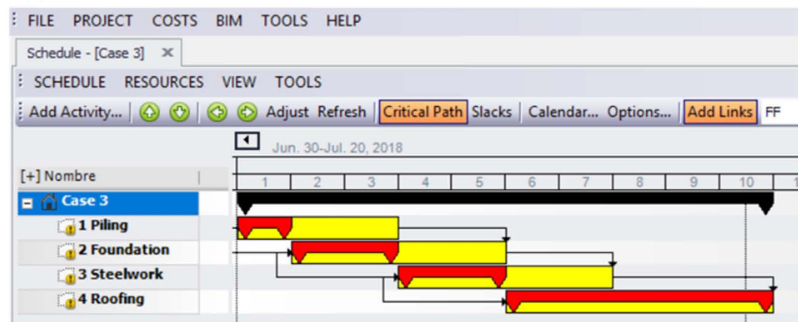 FILE PROJECT COSTS BIM TOOLS HELP
Schedule - [Case 3] ×
SCHEDULE RESOURCES VIEW TOOLS
Add Activity... Adjust Refresh Critical Path Slacks Calendar... Options... Add Links FF
Jun. 30-Jul. 20, 2018
[+] Nombre
1 2 3 4 5 6 7 8 9 10 1
Case 3
1 Piling
2 Foundation
3 Steelwork
4 Roofing